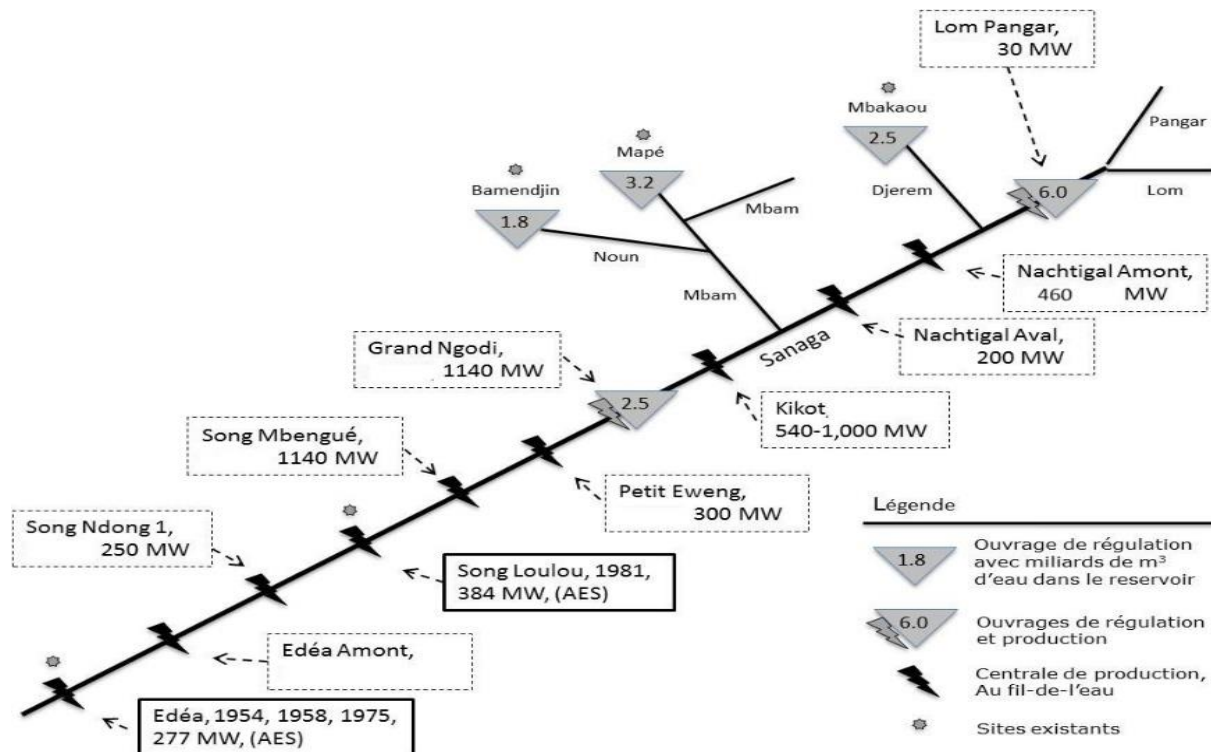 Lom Pangar,
30 MW
Mbakaou
2.5
Pangar
Mapé
3.2
Bamendjin
1.8
Mbam
Djerem
6.0
Lom
Noun
Mbam
Nachtigal Amont,
460 MW
Sanaga
Nachtigal Aval,
200 MW
Grand Ngodi,
1140 MW
2.5
Kikot,
540-1,000 MW
Song Mbengué,
1140 MW
Petit Eweng,
300 MW
Song Ndong 1,
250 MW
Song Loulou, 1981,
384 MW, (AES)
Edéa Amont,
Edéa, 1954, 1958, 1975,
277 MW, (AES)
Légende
1.8
Ouvrage de régulation
avec miliards de m³
d'eau dans le reservoir
6.0
Ouvrages de régulation
et production
Centrale de production,
Au fil-de-l'eau
Sites existants